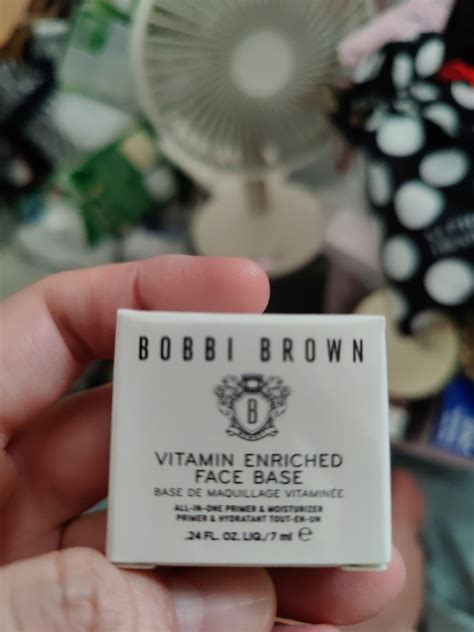 BOBBI BROWN
B
VITAMIN ENRICHED
FACE BASE
BASE DE MAQUILLAGE VITAMINÉE
ALL-IN-ONE PRIMER & MOISTURIZER
PRIMER & HYDRATANT TOUT-EN-UN
.24 FL. OZ. LIQ./7 ml e